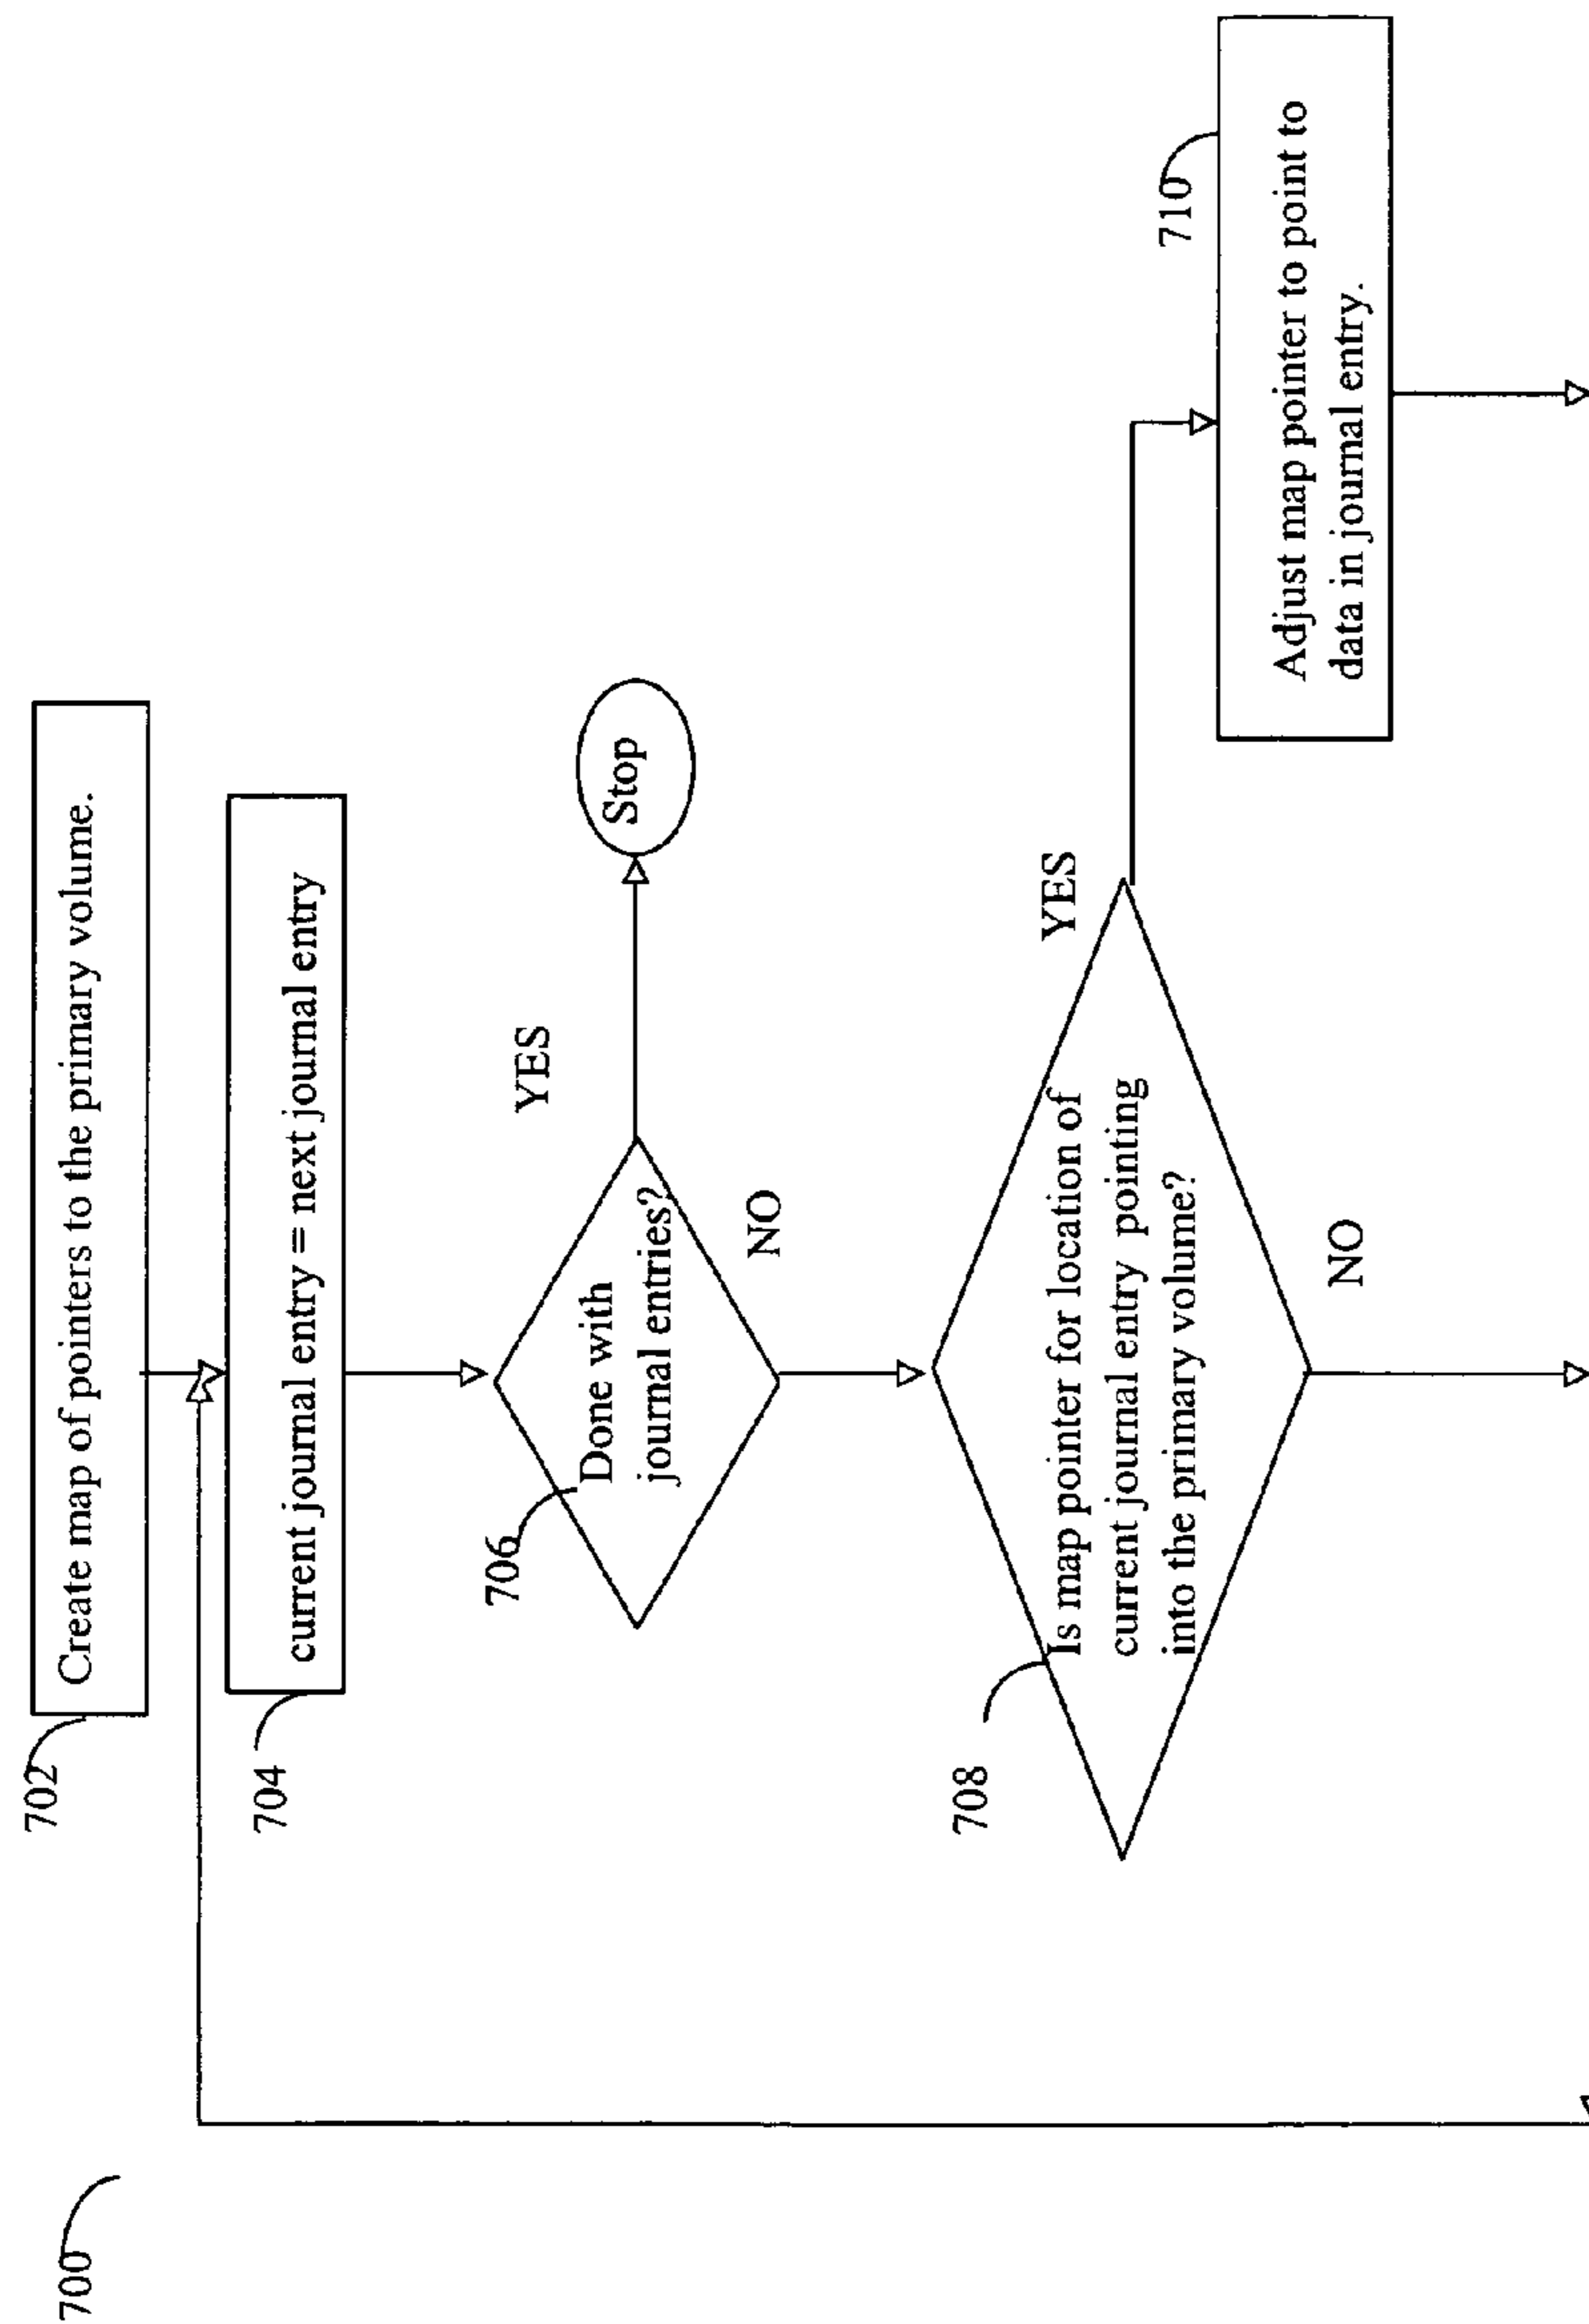 700
702
Create map of pointers to the primary volume.
704
current journal entry = next journal entry
706
Done with
journal entries?
YES
Stop
NO
708
Is map pointer for location of
current journal entry pointing
into the primary volume?
YES
NO
710
Adjust map pointer to point to
data in journal entry.